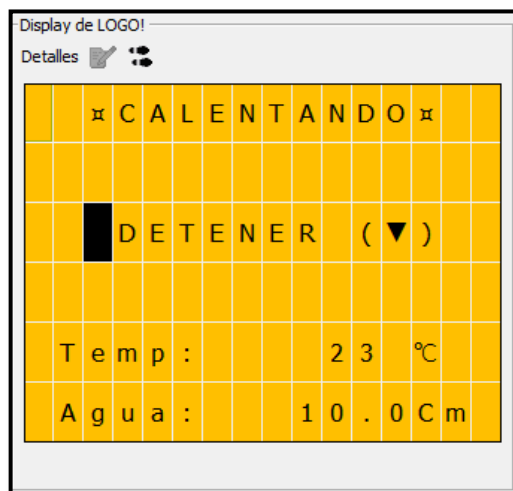 Display de LOGO!
Detalles
¤CALENTANDO¤
DETENER (▼)
Temp: 23 ℃
Agua: 10.0Cm